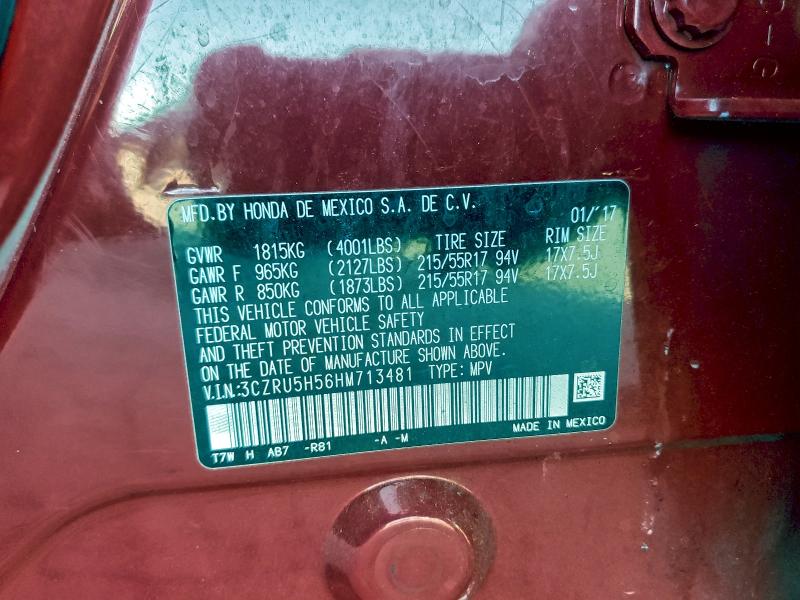 MFD.BY HONDA DE MEXICO S.A. DE C.V. 01/'17
GVWR 1815KG (4001LBS) TIRE SIZE RIM SIZE
GAWR F 965KG (2127LBS) 215/55R17 94V 17X7.5J
GAWR R 850KG (1873LBS) 215/55R17 94V 17X7.5J
THIS VEHICLE CONFORMS TO ALL APPLICABLE
FEDERAL MOTOR VEHICLE SAFETY
AND THEFT PREVENTION STANDARDS IN EFFECT
ON THE DATE OF MANUFACTURE SHOWN ABOVE.
V.I.N.:3CZRU5H56HM713481 TYPE: MPV
T7W H AB7 -R81 -A -M MADE IN MEXICO